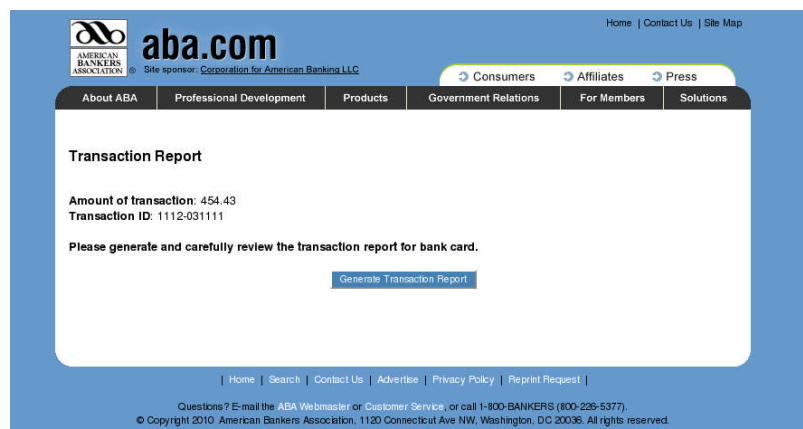 Home | Contact Us | Site Map
aba.com
AMERICAN
BANKERS
ASSOCIATION ®
Site sponsor: Corporation for American Banking LLC
Consumers Affiliates Press
About ABA Professional Development Products Government Relations For Members Solutions
Transaction Report
Amount of transaction: 454.43
Transaction ID: 1112-031111
Please generate and carefully review the transaction report for bank card.
Generate Transaction Report
| Home | Search | Contact Us | Advertise | Privacy Policy | Reprint Request |
Questions? E-mail the ABA Webmaster or Customer Service, or call 1-800-BANKERS (800-226-5377).
© Copyright 2010 American Bankers Association, 1120 Connecticut Ave NW, Washington, DC 20036. All rights reserved.